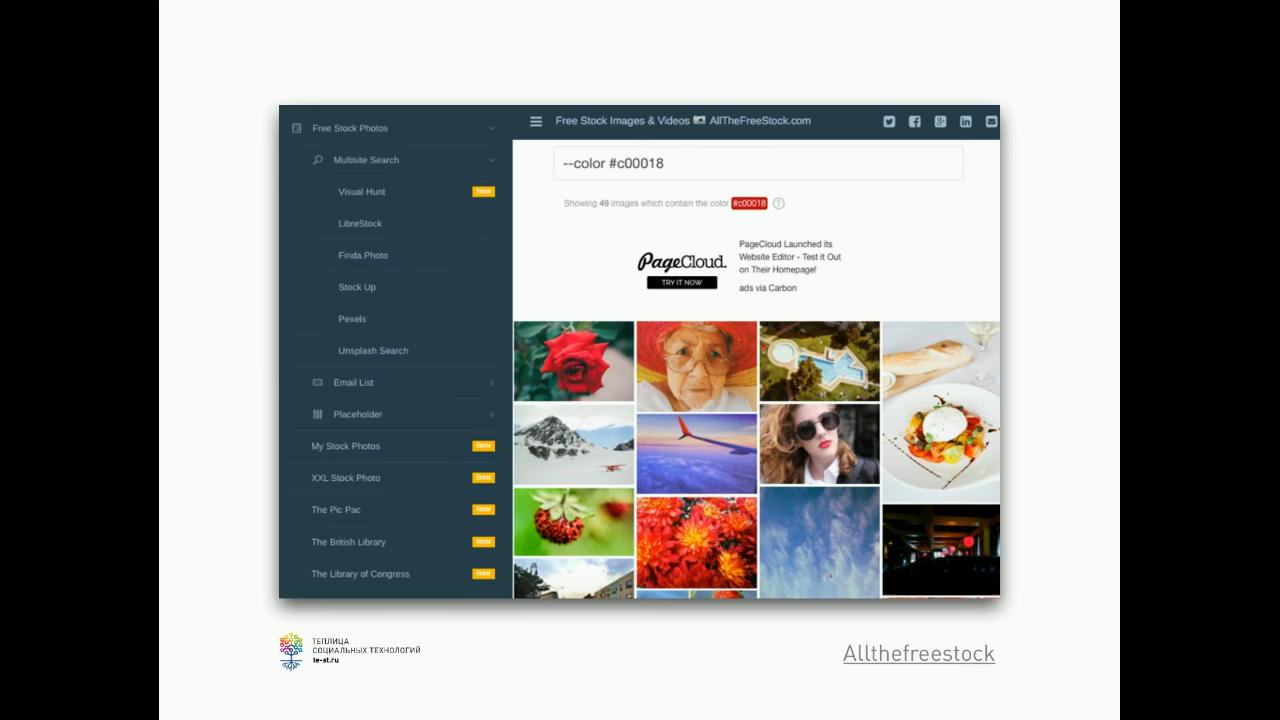 Free Stock Photos
Multisite Search
Visual Hunt New
LibreStock
Finda.Photo
Stock Up
Pexels
Unsplash Search
Email List
Placeholder
My Stock Photos New
XXL Stock Photo New
The Pic Pac New
The British Library New
The Library of Congress New
Free Stock Images & Videos 📷 AllTheFreeStock.com
--color #c00018
Showing 49 images which contain the color #c00018 ?
PageCloud.
TRY IT NOW
PageCloud Launched its
Website Editor - Test it Out
on Their Homepage!
ads via Carbon
ТЕПЛИЦА
СОЦИАЛЬНЫХ ТЕХНОЛОГИЙ
te-st.ru
Allthefreestock